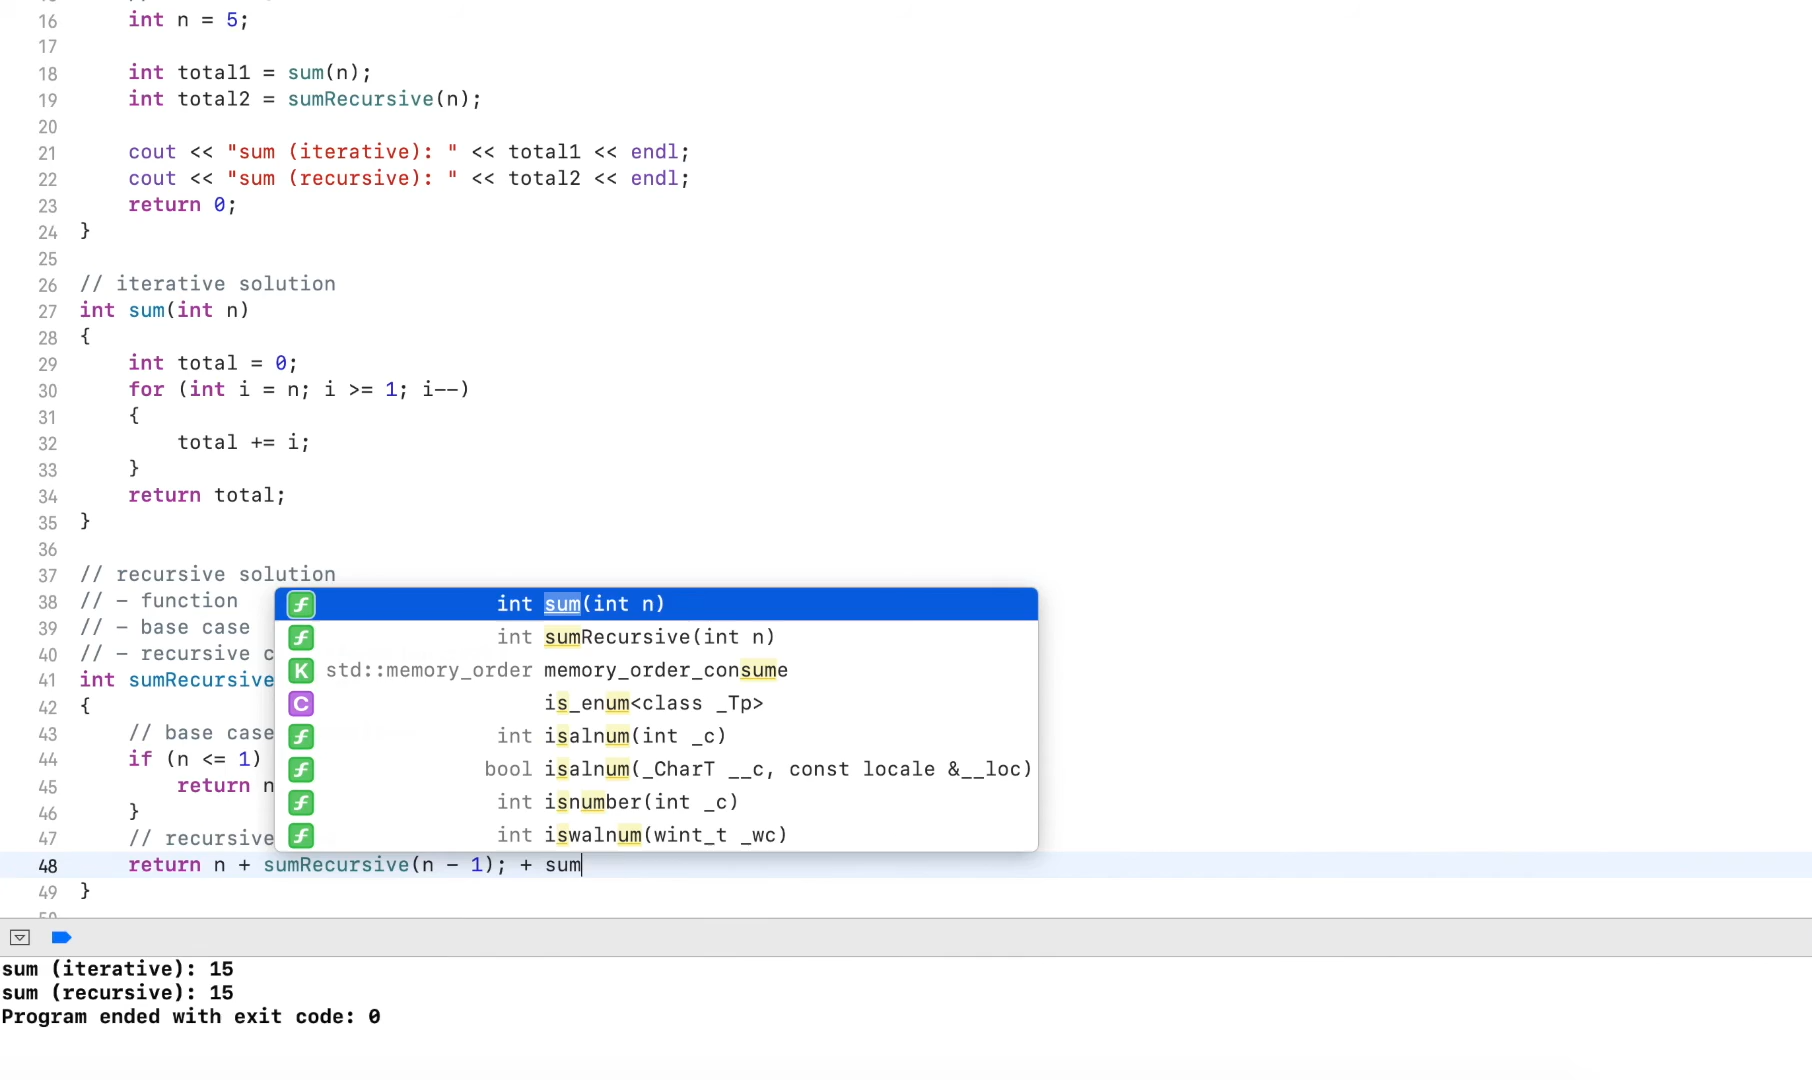 16 int n = 5;
17
18 int total1 = sum(n);
19 int total2 = sumRecursive(n);
20
21 cout << "sum (iterative): " << total1 << endl;
22 cout << "sum (recursive): " << total2 << endl;
23 return 0;
24 }
25
26 // iterative solution
27 int sum(int n)
28 {
29 int total = 0;
30 for (int i = n; i >= 1; i--)
31 {
32 total += i;
33 }
34 return total;
35 }
36
37 // recursive solution
38 // – function
39 // – base case
40 // – recursive c
41 int sumRecursive
42 {
43 // base case
44 if (n <= 1)
45 return n
46 }
47 // recursive
48 return n + sumRecursive(n - 1); + sum
49 }
50
int sum(int n)
int sumRecursive(int n)
K std::memory_order memory_order_consume
C is_enum<class _Tp>
int isalnum(int _c)
bool isalnum(_CharT __c, const locale &__loc)
int isnumber(int _c)
int iswalnum(wint_t _wc)
sum (iterative): 15
sum (recursive): 15
Program ended with exit code: 0